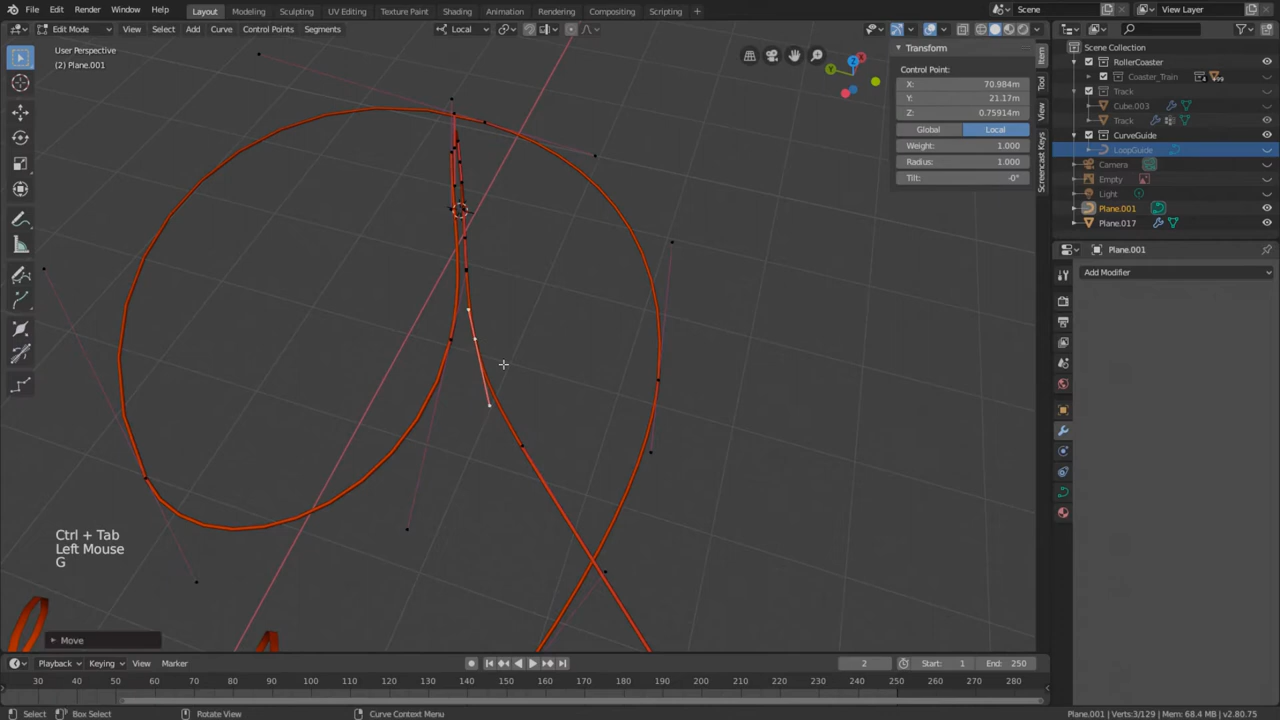 File Edit Render Window Help Layout Modeling Sculpting UV Editing Texture Paint Shading Animation Rendering Compositing Scripting + Scene View Layer
Edit Mode View Select Add Curve Control Points Segments Local
User Perspective
(2) Plane.001
Transform
Control Point:
X: 70.984m
Y: 21.17m
Z: 0.75914m
Global Local
Weight: 1.000
Radius: 1.000
Tilt: -0°
Item
Tool
View
Screencast Keys
Y
Z
Scene Collection
RollerCoaster
Coaster_Train
Track
Cube.003
Track
CurveGuide
LoopGuide
Camera
Empty
Light
Plane.001
Plane.017
Plane.001
Add Modifier
Ctrl + Tab
Left Mouse
G
Move
Playback Keying View Marker 2 Start: 1 End: 250
30 40 50 60 70 80 90 100 110 120 130 140 150 160 170 180 190 200 210 220 230 240 250 260 270 280
Select Box Select Rotate View Curve Context Menu Plane.001 | Verts:3/129 | Mem: 68.4 MB | v2.80.75